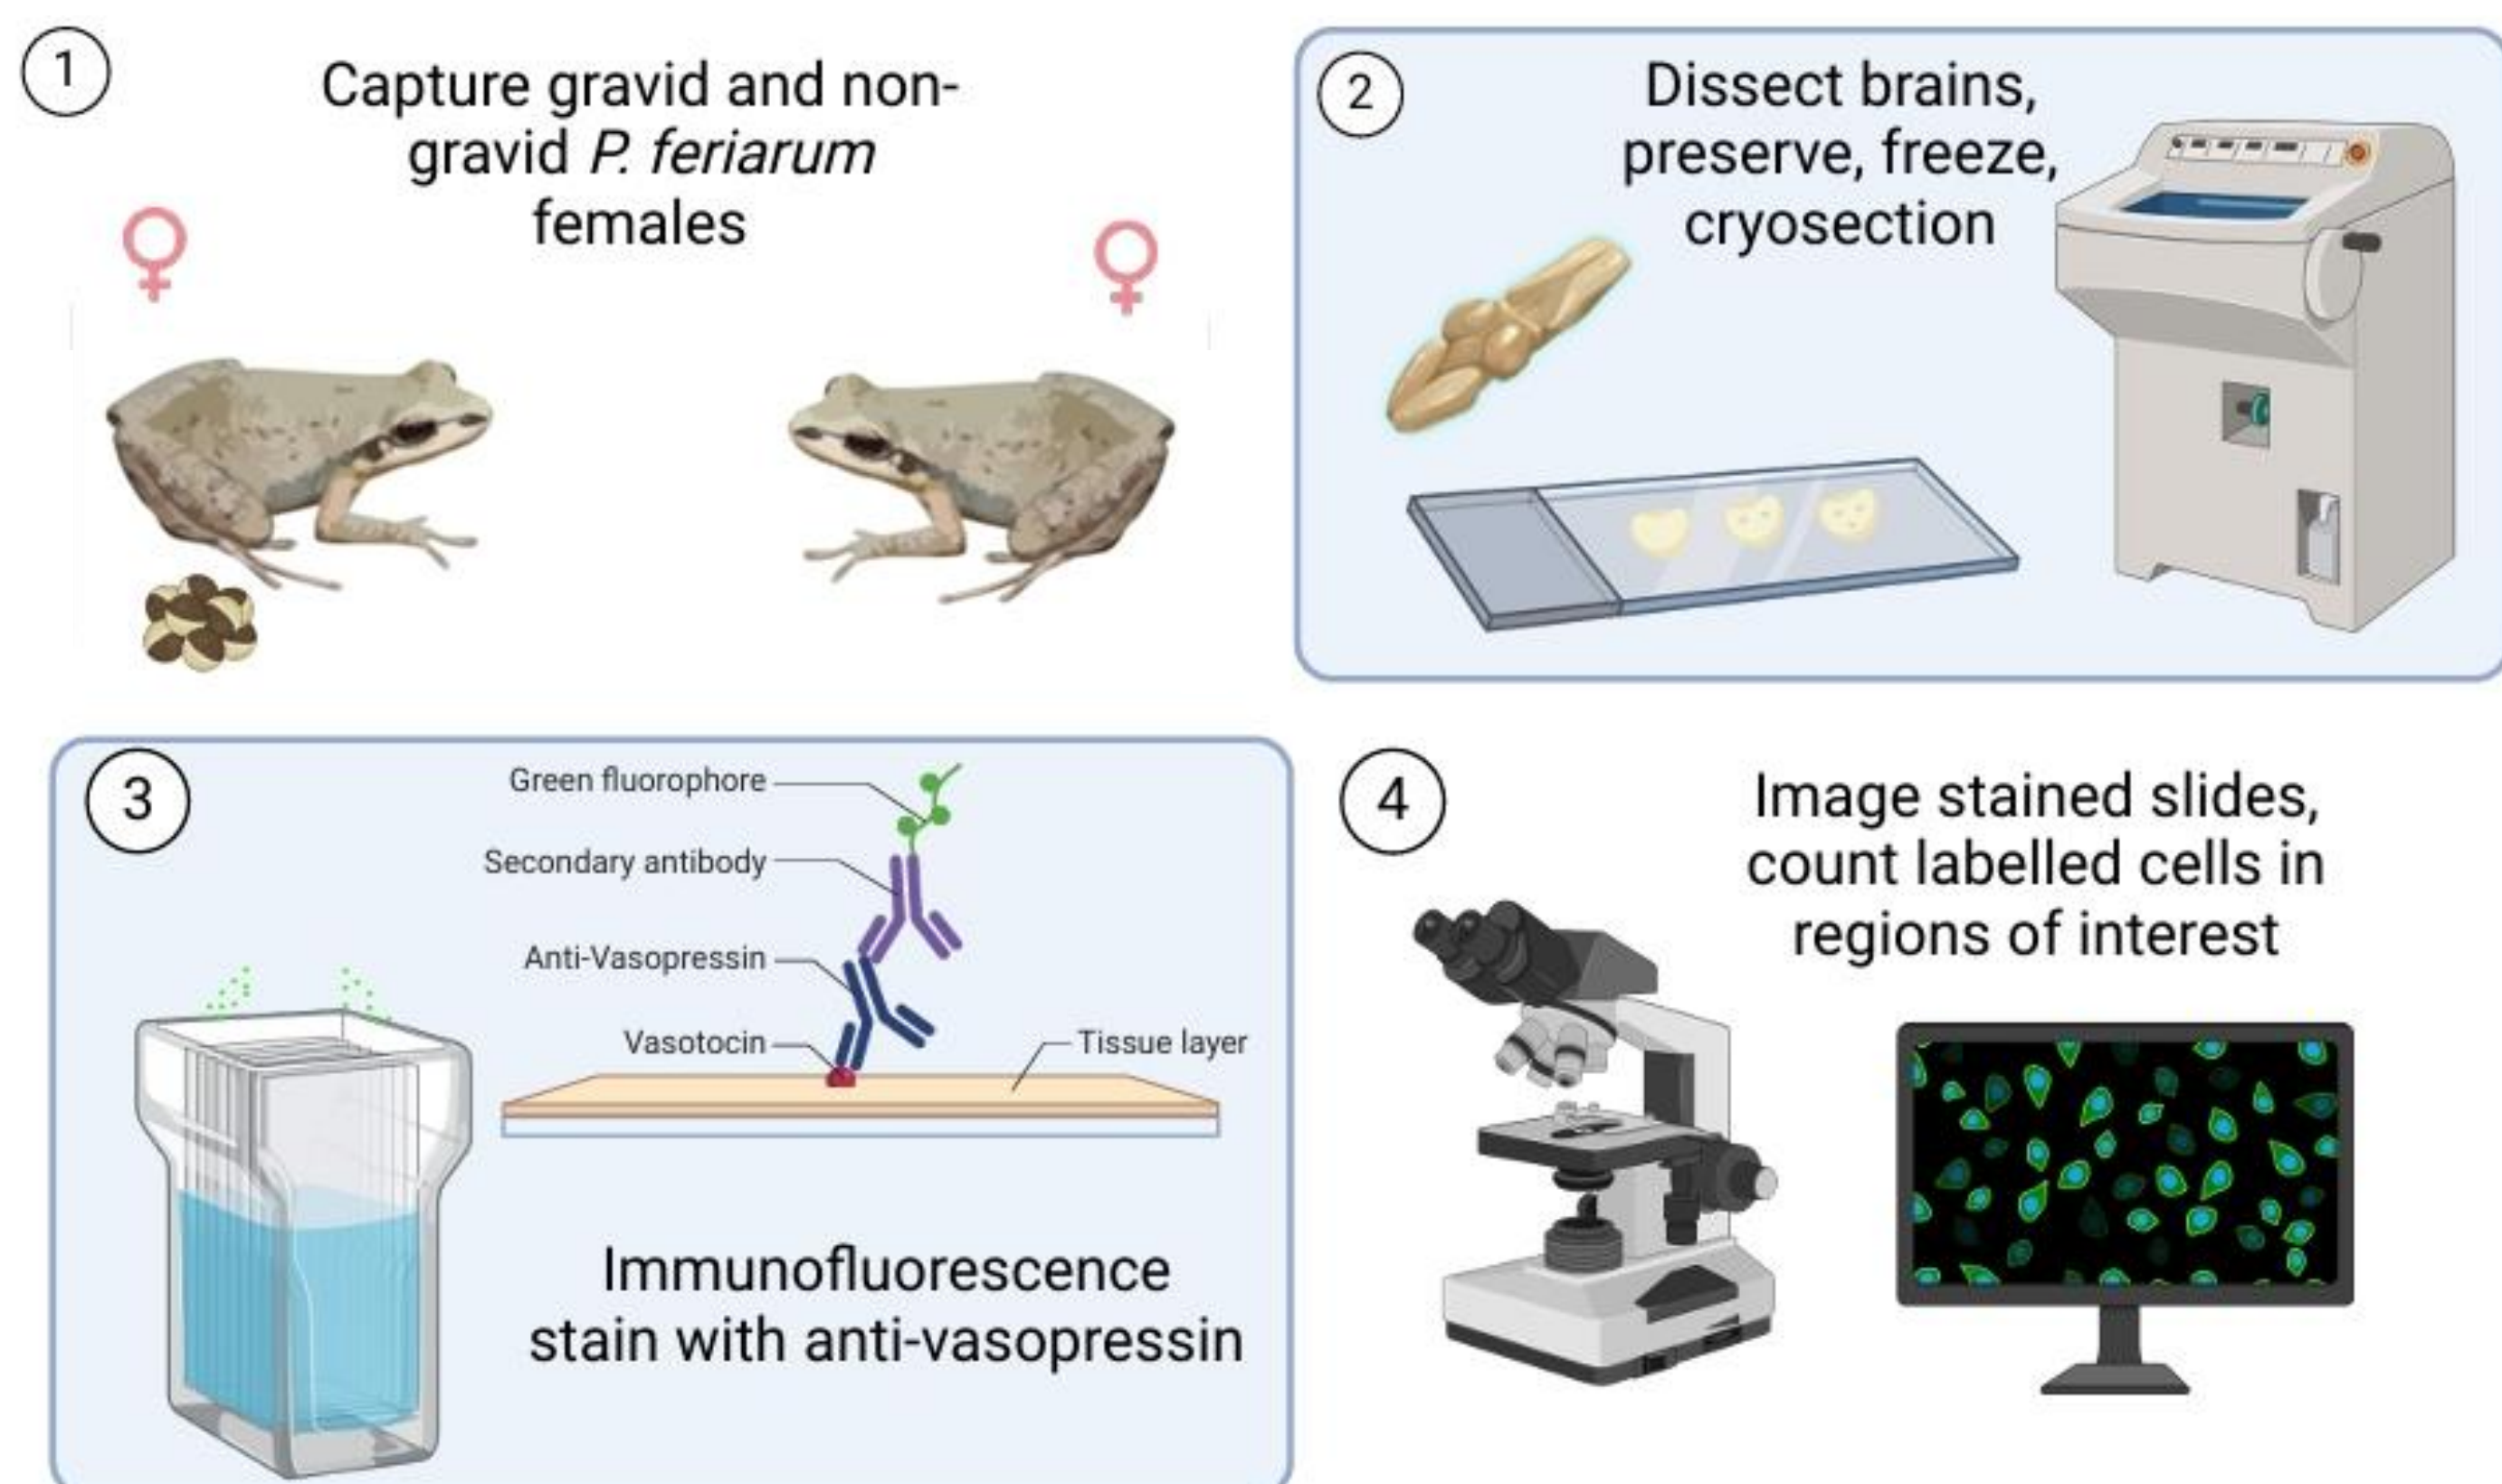 1
Capture gravid and non-
gravid P. feriarum
females
2
Dissect brains,
preserve, freeze,
cryosection
3
Green fluorophore
Secondary antibody
Anti-Vasopressin
Vasotocin
Tissue layer
Immunofluorescence
stain with anti-vasopressin
4
Image stained slides,
count labelled cells in
regions of interest